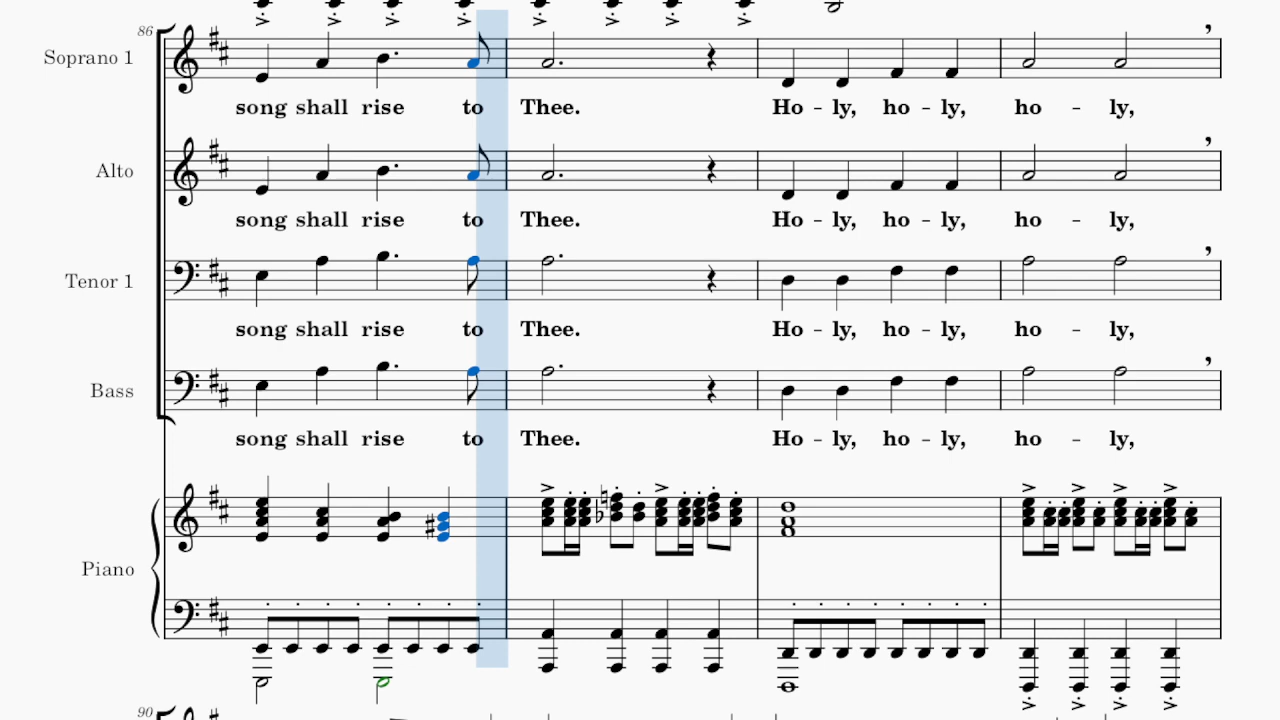 86
Soprano 1
song shall rise to Thee. Ho - ly, ho - ly, ho - ly,
Alto
song shall rise to Thee. Ho - ly, ho - ly, ho - ly,
Tenor 1
song shall rise to Thee. Ho - ly, ho - ly, ho - ly,
Bass
song shall rise to Thee. Ho - ly, ho - ly, ho - ly,
Piano
90